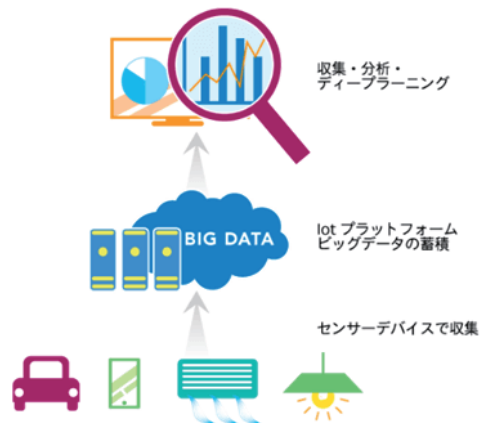 収集・分析・
ディープラーニング
BIG DATA
Iot プラットフォーム
ビッグデータの蓄積
センサーデバイスで収集